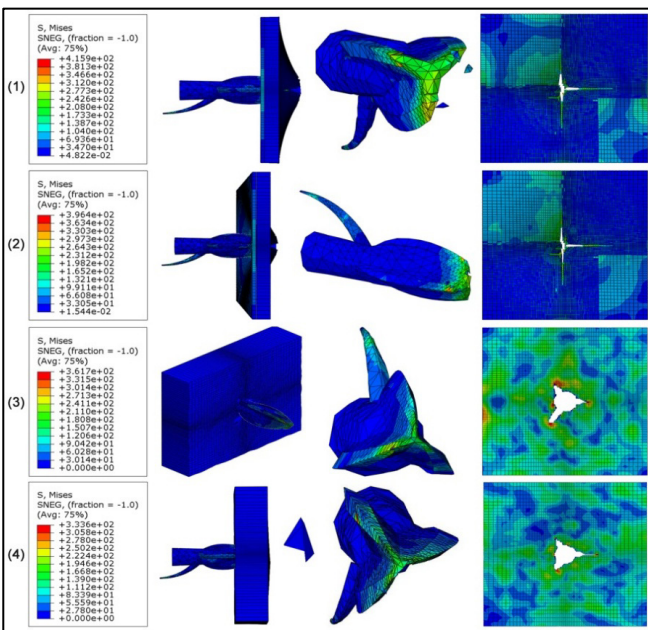 S, Mises
SNEG, (fraction = -1.0)
(Avg: 75%)
+4.159e+02
+3.813e+02
+3.466e+02
+3.120e+02
+2.773e+02
+2.426e+02
+2.080e+02
+1.733e+02
+1.387e+02
+1.040e+02
+6.936e+01
+3.470e+01
+4.822e-02
(1)
S, Mises
SNEG, (fraction = -1.0)
(Avg: 75%)
+3.964e+02
+3.634e+02
+3.303e+02
+2.973e+02
+2.643e+02
+2.312e+02
+1.982e+02
+1.652e+02
+1.321e+02
+9.911e+01
+6.608e+01
+3.305e+01
+1.544e-02
(2)
S, Mises
SNEG, (fraction = -1.0)
(Avg: 75%)
+3.617e+02
+3.315e+02
+3.014e+02
+2.713e+02
+2.411e+02
+2.110e+02
+1.808e+02
+1.507e+02
+1.206e+02
+9.042e+01
+6.028e+01
+3.014e+01
+0.000e+00
(3)
S, Mises
SNEG, (fraction = -1.0)
(Avg: 75%)
+3.336e+02
+3.058e+02
+2.780e+02
+2.502e+02
+2.224e+02
+1.946e+02
+1.668e+02
+1.390e+02
+1.112e+02
+8.339e+01
+5.559e+01
+2.780e+01
+0.000e+00
(4)